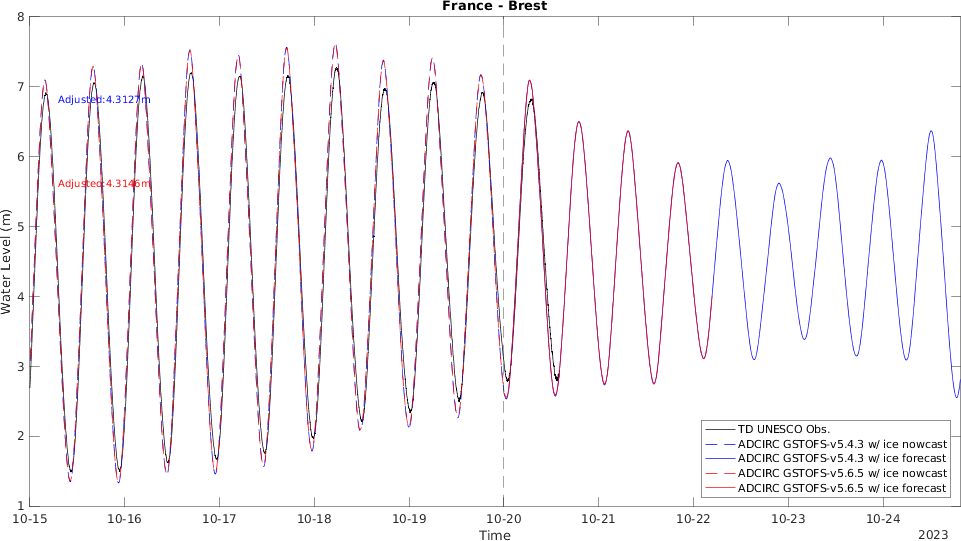 France - Brest
8
7
6
5
4
3
2
1
Water Level (m)
Adjusted:4.3127m
Adjusted:4.3146m
TD UNESCO Obs.
ADCIRC GSTOFS-v5.4.3 w/ ice nowcast
ADCIRC GSTOFS-v5.4.3 w/ ice forecast
ADCIRC GSTOFS-v5.6.5 w/ ice nowcast
ADCIRC GSTOFS-v5.6.5 w/ ice forecast
10-15 10-16 10-17 10-18 10-19 10-20 10-21 10-22 10-23 10-24
Time
2023